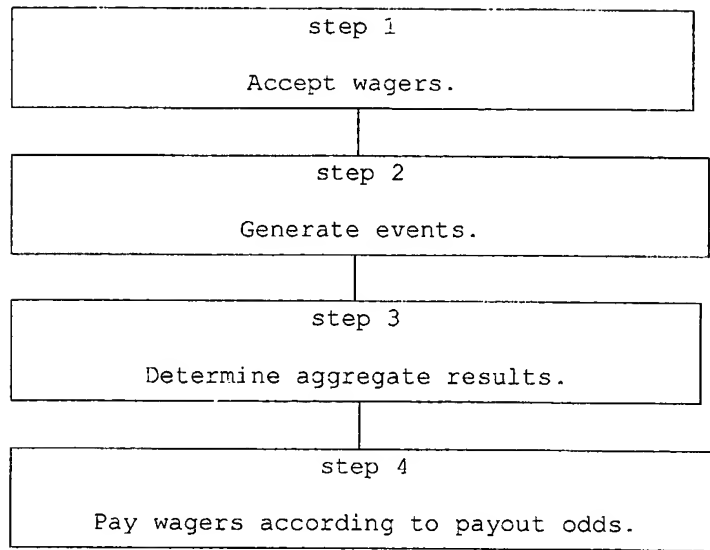 step 1
Accept wagers.
step 2
Generate events.
step 3
Determine aggregate results.
step 4
Pay wagers according to payout odds.